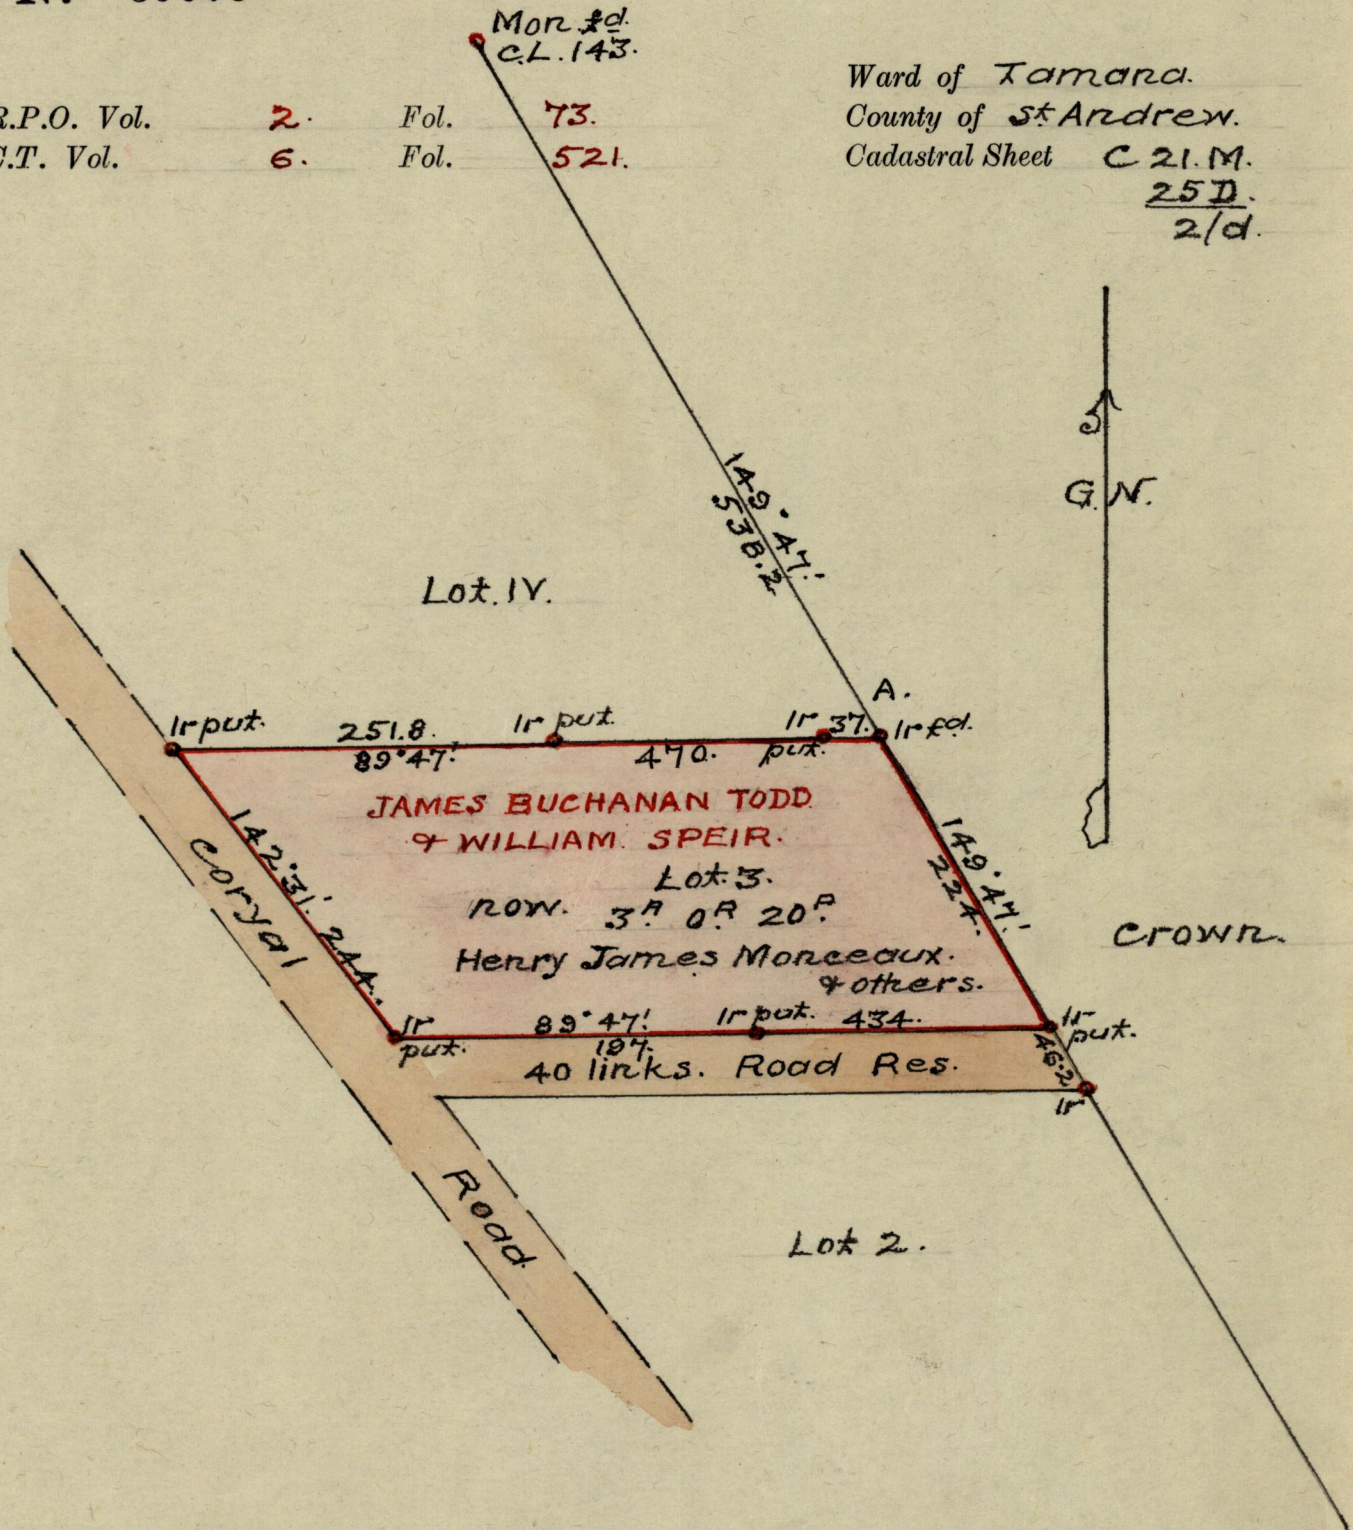 Mon. fd.
C.L. 143.
R.P.O. Vol. 2. Fol. 73.
C.T. Vol. 6. Fol. 521.
Ward of Tamana.
County of St. Andrew.
Cadastral Sheet C 21. M.
25 D.
2/d.
G.N.
149° 47'.
538.2
Lot. IV.
A.
Ir put.
251.8.
89° 47'.
Ir put.
470.
Ir
put.
37.
Ir fd.
JAMES BUCHANAN TODD
& WILLIAM SPEIR.
Lot. 3.
now. 3A 0R 20P.
Henry James Monceaux.
& others.
142° 31'. 244.
149° 47'.
224.
Crown.
Coryal
Road
Ir
put.
89° 47'.
197.
Ir put.
434.
Ir
put.
40 links. Road Res.
46.2
Ir
Lot 2.